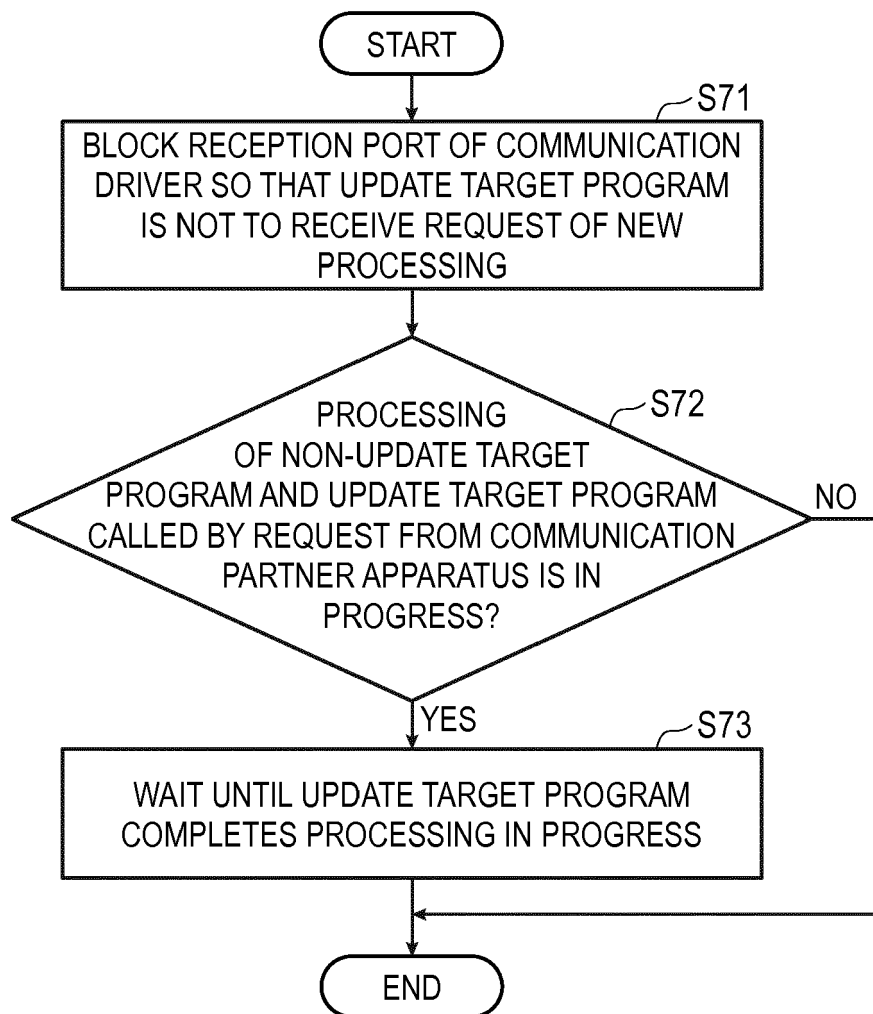 START
S71
BLOCK RECEPTION PORT OF COMMUNICATION
DRIVER SO THAT UPDATE TARGET PROGRAM
IS NOT TO RECEIVE REQUEST OF NEW
PROCESSING
S72
PROCESSING
OF NON-UPDATE TARGET
PROGRAM AND UPDATE TARGET PROGRAM
CALLED BY REQUEST FROM COMMUNICATION
PARTNER APPARATUS IS IN
PROGRESS?
NO
YES
S73
WAIT UNTIL UPDATE TARGET PROGRAM
COMPLETES PROCESSING IN PROGRESS
END